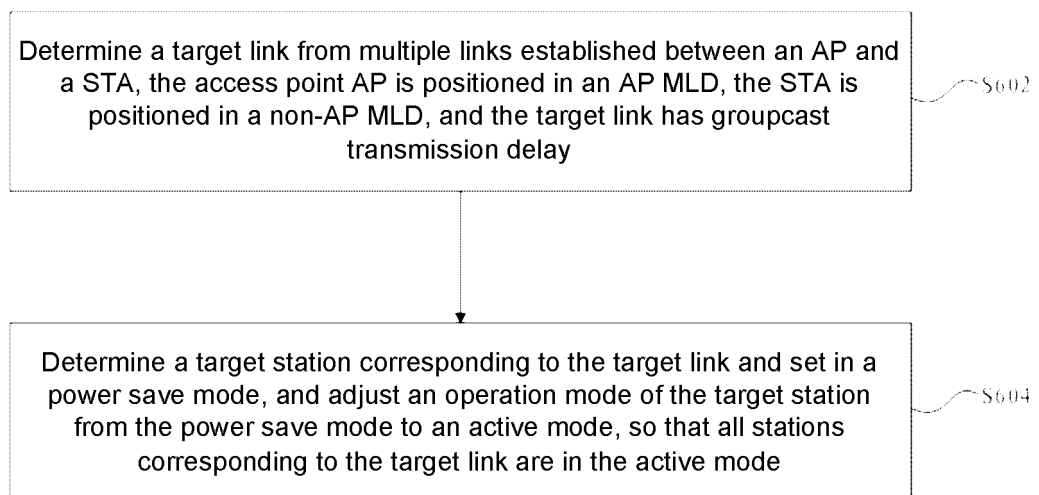 Determine a target link from multiple links established between an AP and
a STA, the access point AP is positioned in an AP MLD, the STA is
positioned in a non-AP MLD, and the target link has groupcast
transmission delay
S602
Determine a target station corresponding to the target link and set in a
power save mode, and adjust an operation mode of the target station
from the power save mode to an active mode, so that all stations
corresponding to the target link are in the active mode
S604